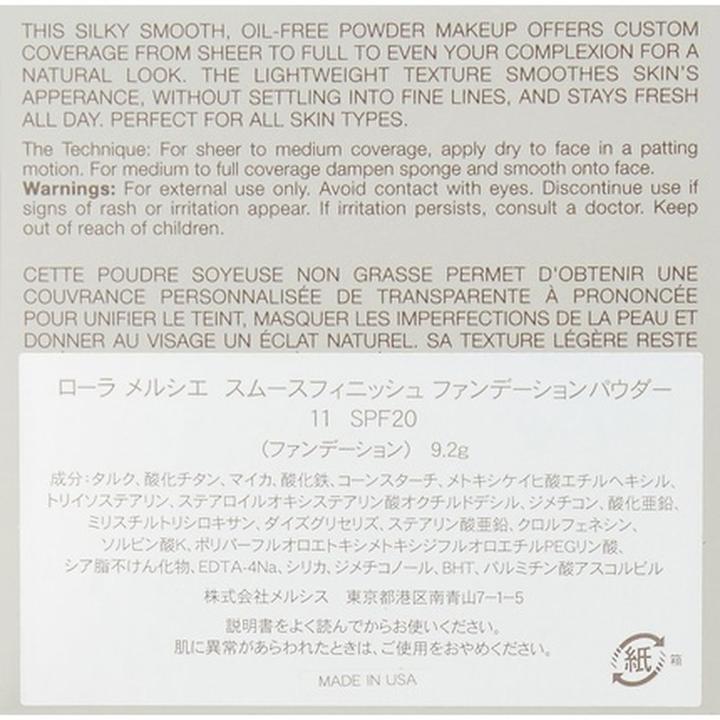 THIS SILKY SMOOTH, OIL-FREE POWDER MAKEUP OFFERS CUSTOM
COVERAGE FROM SHEER TO FULL TO EVEN YOUR COMPLEXION FOR A
NATURAL LOOK. THE LIGHTWEIGHT TEXTURE SMOOTHES SKIN'S
APPERANCE, WITHOUT SETTLING INTO FINE LINES, AND STAYS FRESH
ALL DAY. PERFECT FOR ALL SKIN TYPES.
The Technique: For sheer to medium coverage, apply dry to face in a patting
motion. For medium to full coverage dampen sponge and smooth onto face.
Warnings: For external use only. Avoid contact with eyes. Discontinue use if
signs of rash or irritation appear. If irritation persists, consult a doctor. Keep
out of reach of children.
CETTE POUDRE SOYEUSE NON GRASSE PERMET D'OBTENIR UNE
COUVRANCE PERSONNALISÉE DE TRANSPARENTE À PRONONCÉE
POUR UNIFIER LE TEINT, MASQUER LES IMPERFECTIONS DE LA PEAU ET
DONNER AU VISAGE UN ÉCLAT NATUREL. SA TEXTURE LÉGÈRE RESTE
ローラ メルシエ スムースフィニッシュ ファンデーションパウダー
11 SPF20
(ファンデーション) 9.2g
成分:タルク、酸化チタン、マイカ、酸化鉄、コーンスターチ、メトキシケイヒ酸エチルヘキシル、
トリイソステアリン、ステアロイルオキシステアリン酸オクチルドデシル、ジメチコン、酸化亜鉛、
ミリスチルトリシロキサン、ダイズグリセリズ、ステアリン酸亜鉛、クロルフェネシン、
ソルビン酸K、ポリパーフルオロエトキシメトキシジフルオロエチルPEGリン酸、
シア脂不けん化物、EDTA-4Na、シリカ、ジメチコノール、BHT、パルミチン酸アスコルビル
株式会社メルシス 東京都港区南青山7-1-5
説明書をよく読んでからお使いください。
肌に異常があらわれたときは、ご使用をおやめください。
紙 箱
MADE IN USA